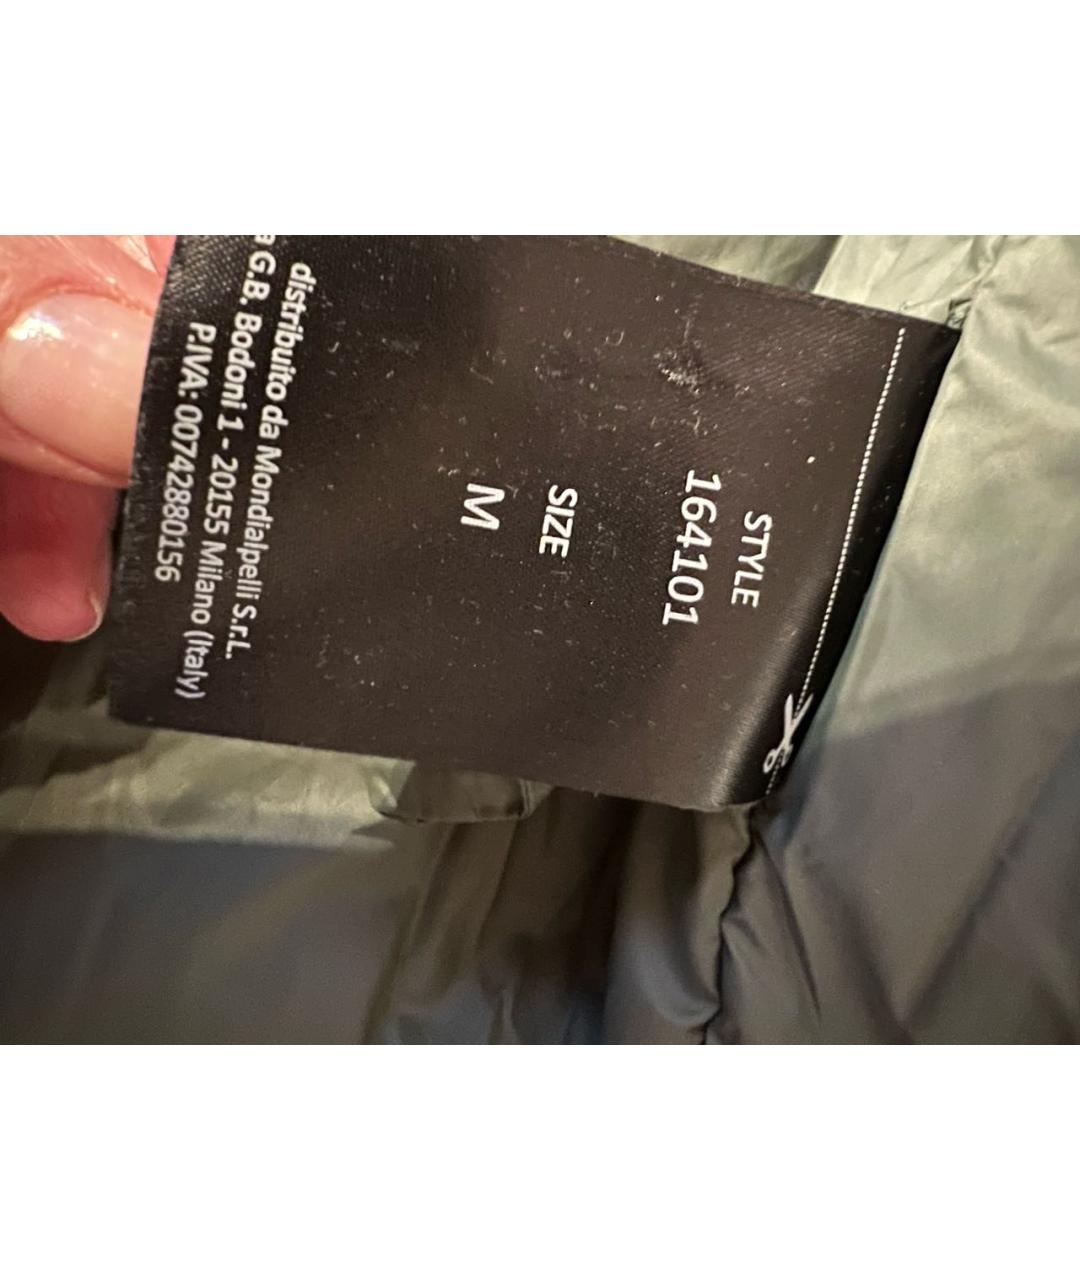 STYLE
164101
SIZE
M
distribuito da Mondialpelli S.r.L.
G.B. Bodoni 1 - 20155 Milano (Italy)
P.IVA: 00742880156